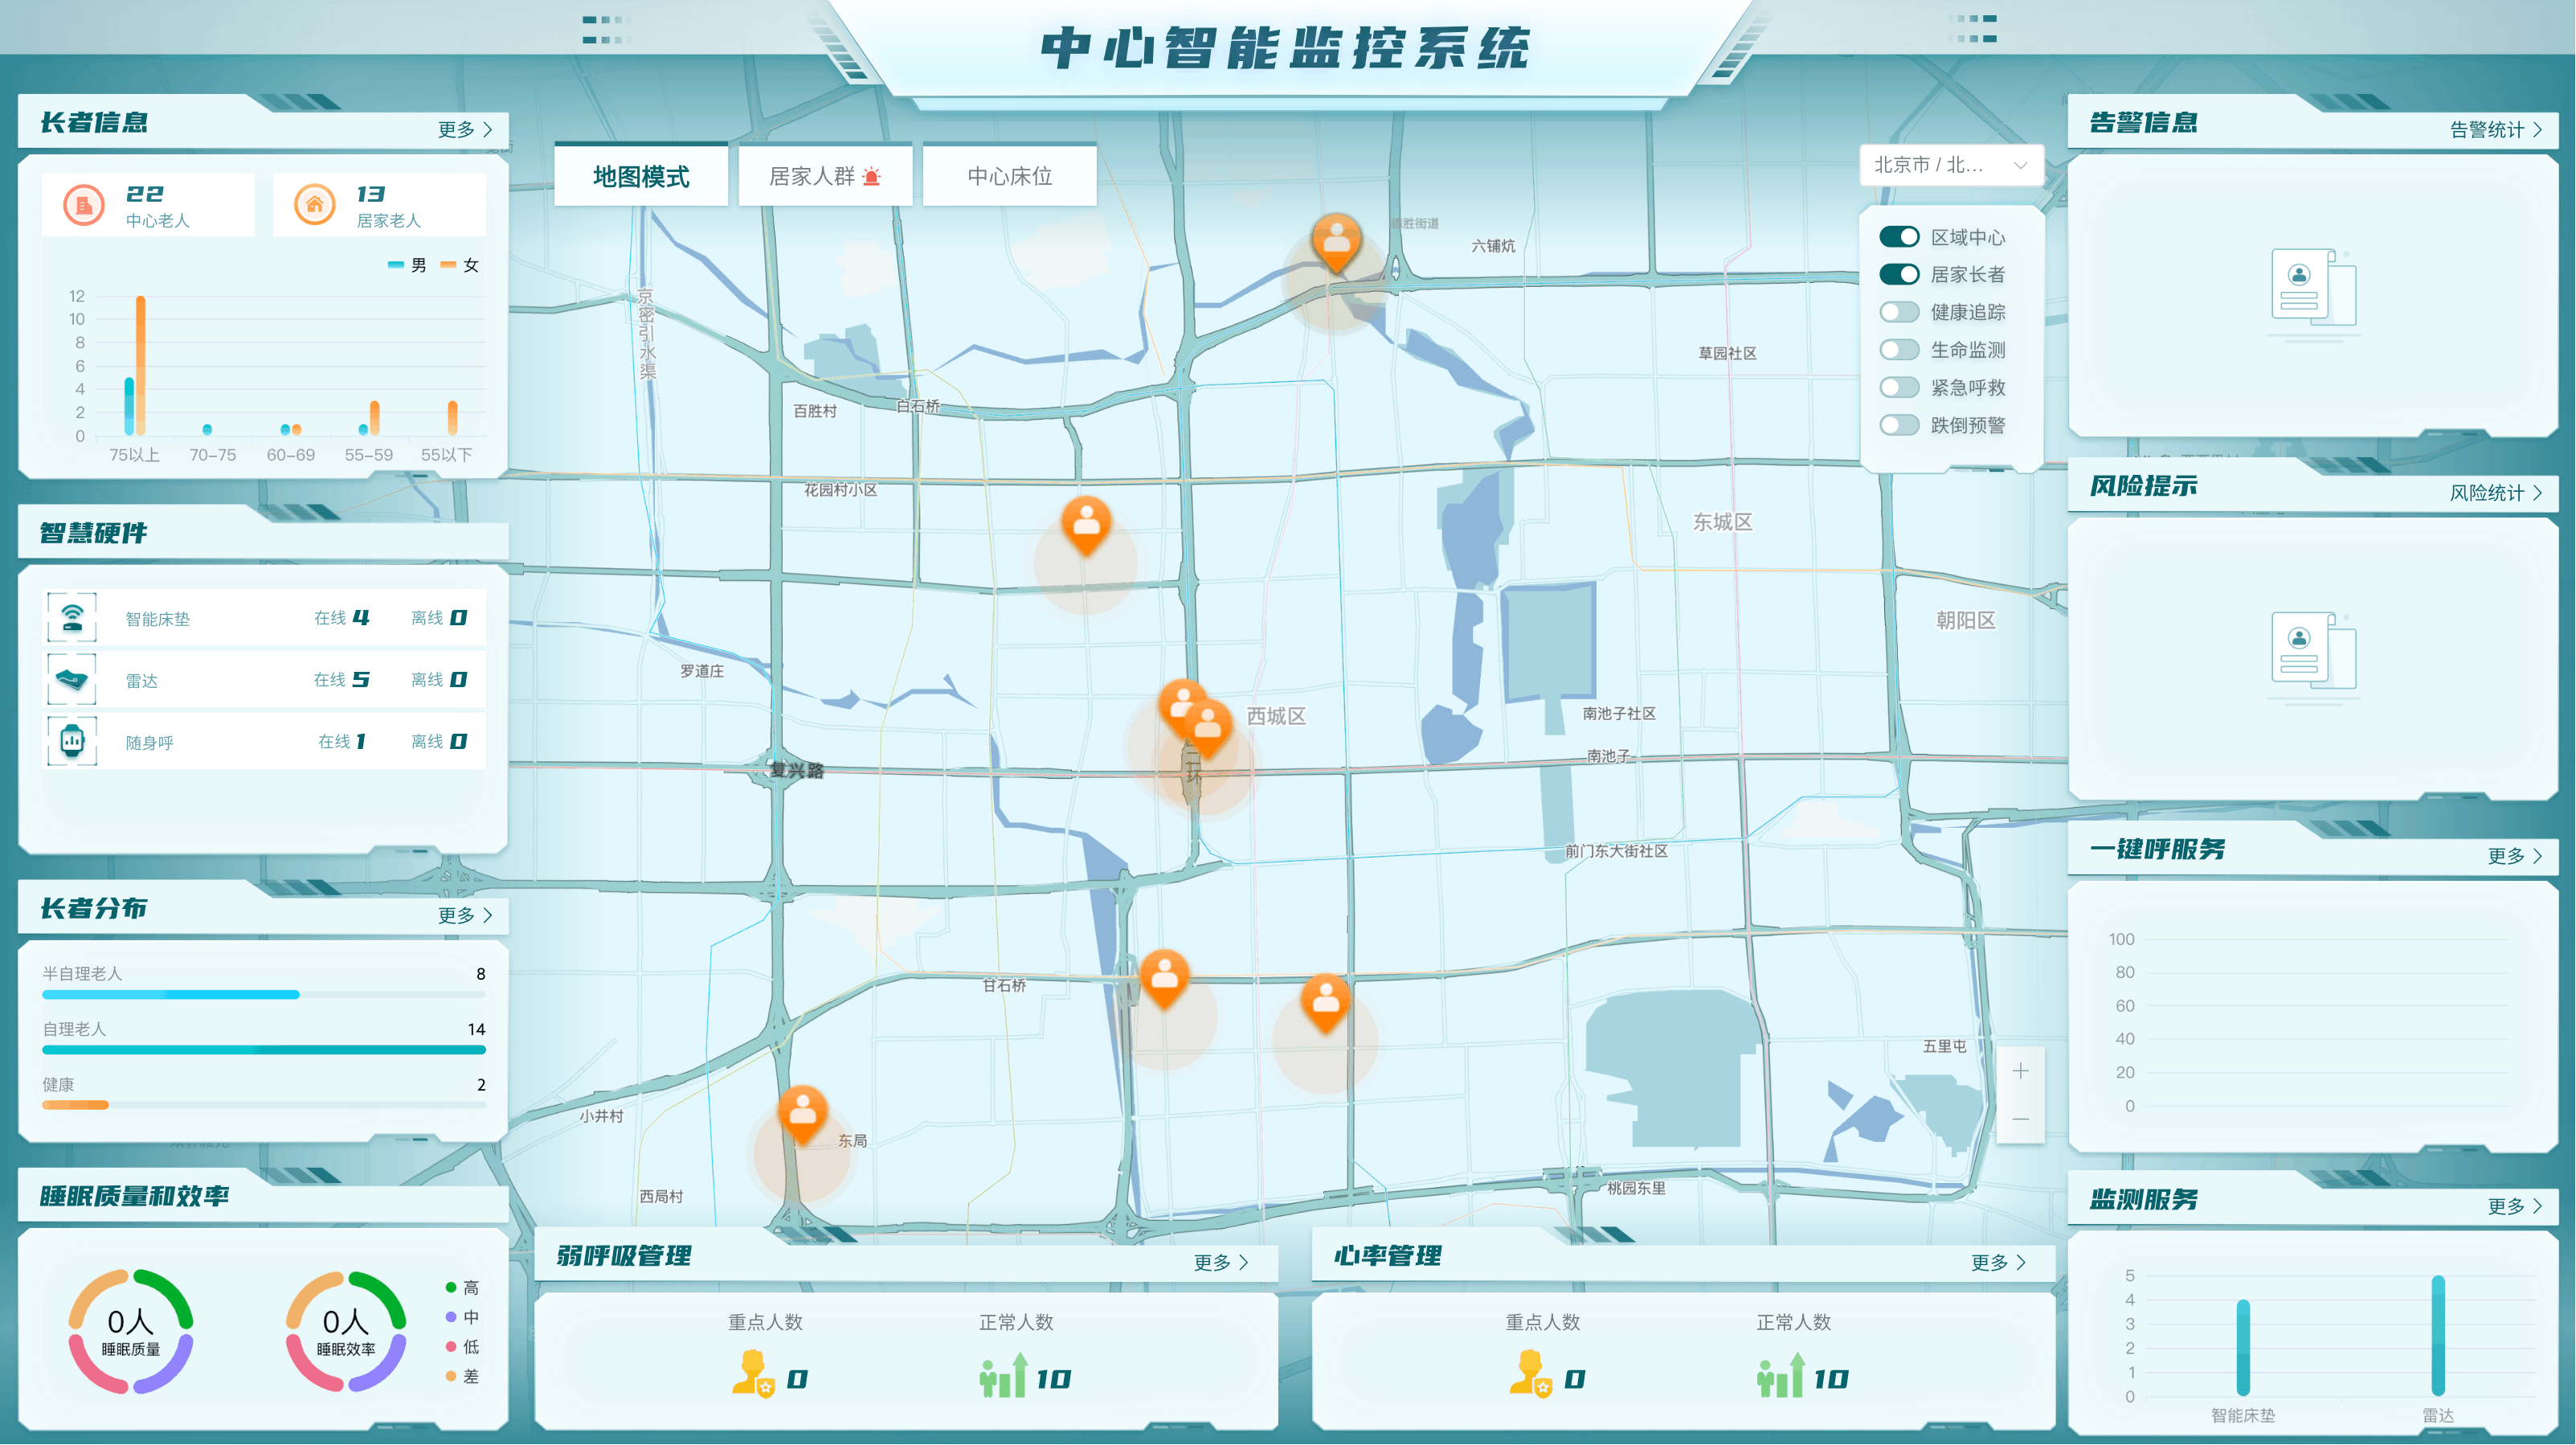 中心智能监控系统
长者信息
更多
22
中心老人
13
居家老人
男 女
12
10
8
6
4
2
0
75以上 70-75 60-69 55-59 55以下
智慧硬件
智能床垫 在线 4 离线 0
雷达 在线 5 离线 0
随身呼 在线 1 离线 0
长者分布
更多
半自理老人 8
自理老人 14
健康 2
睡眠质量和效率
0人
睡眠质量
0人
睡眠效率
高
中
低
差
地图模式 居家人群 中心床位
北京市 / 北...
区域中心
居家长者
健康追踪
生命监测
紧急呼救
跌倒预警
德胜街道
六铺炕
京密引水渠
草园社区
百胜村
白石桥
花园村小区
东城区
朝阳区
罗道庄
西城区
南池子社区
南池子
复兴路
前门东大街社区
甘石桥
五里屯
小井村
东局
西局村
桃园东里
+
−
弱呼吸管理
更多
重点人数 正常人数
0 10
心率管理
更多
重点人数 正常人数
0 10
告警信息
告警统计
风险提示
风险统计
一键呼服务
更多
100
80
60
40
20
0
监测服务
更多
5
4
3
2
1
0
智能床垫 雷达